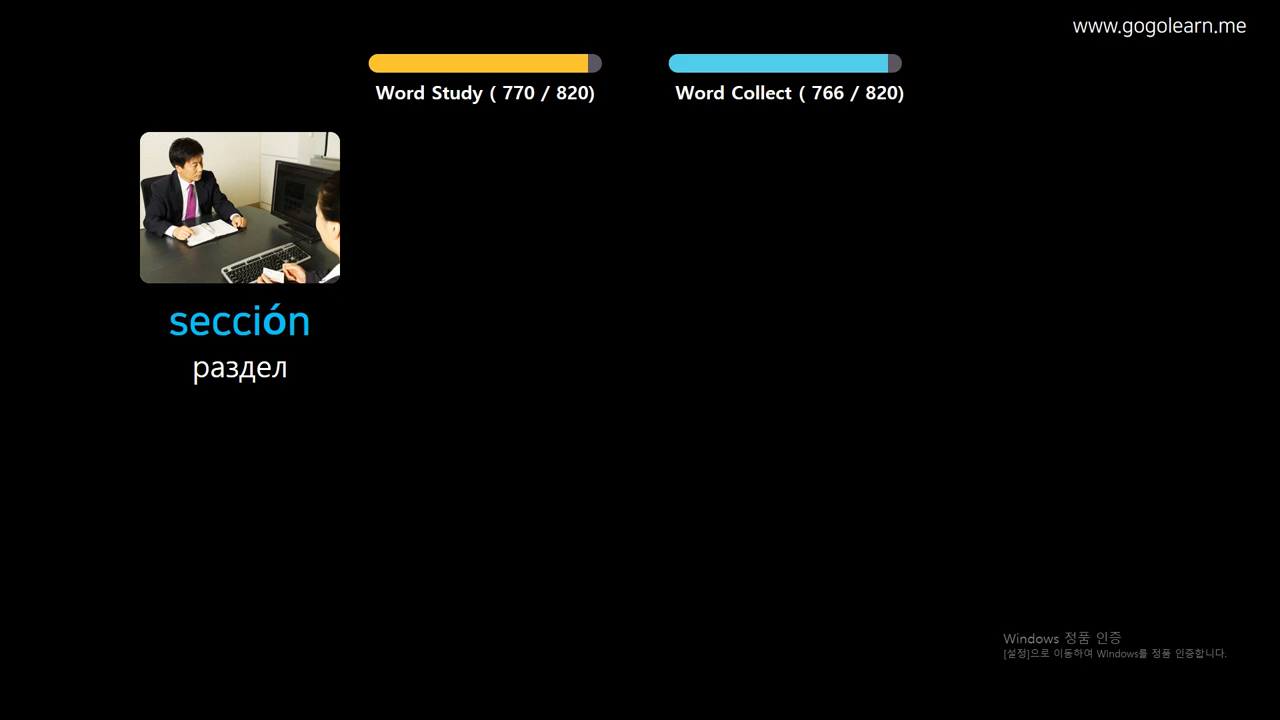 www.gogolearn.me
Word Study ( 770 / 820)
Word Collect ( 766 / 820)
sección
раздел
Windows 정품 인증
[설정]으로 이동하여 Windows를 정품 인증합니다.